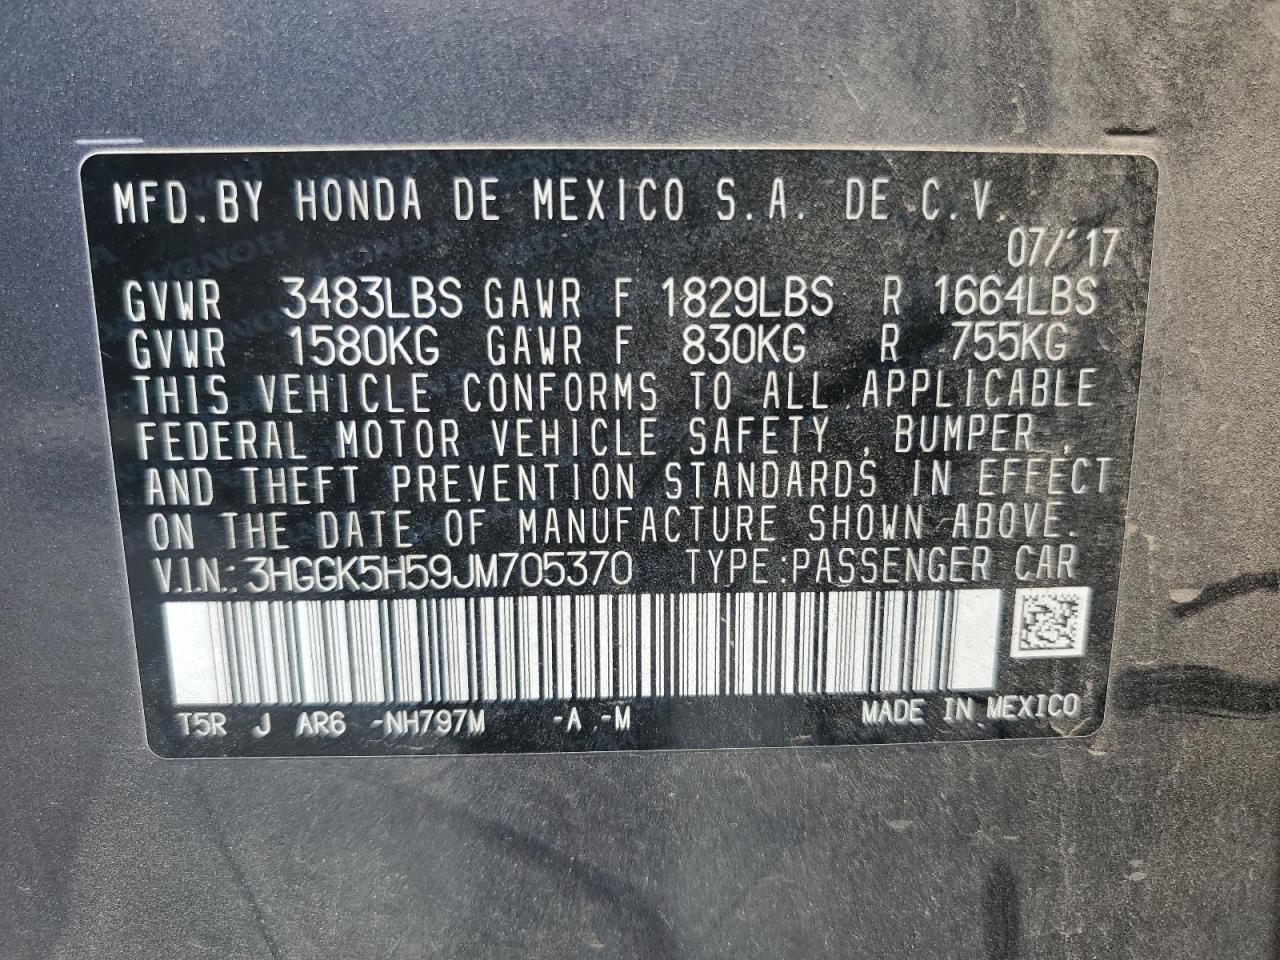 MFD.BY HONDA DE MEXICO S.A. DE C.V.
07/'17
GVWR 3483LBS GAWR F 1829LBS R 1664LBS
GVWR 1580KG GAWR F 830KG R 755KG
THIS VEHICLE CONFORMS TO ALL APPLICABLE
FEDERAL MOTOR VEHICLE SAFETY , BUMPER ,
AND THEFT PREVENTION STANDARDS IN EFFECT
ON THE DATE OF MANUFACTURE SHOWN ABOVE.
V.I.N.: 3HGGK5H59JM705370 TYPE:PASSENGER CAR
T5R J AR6 -NH797M -A -M MADE IN MEXICO